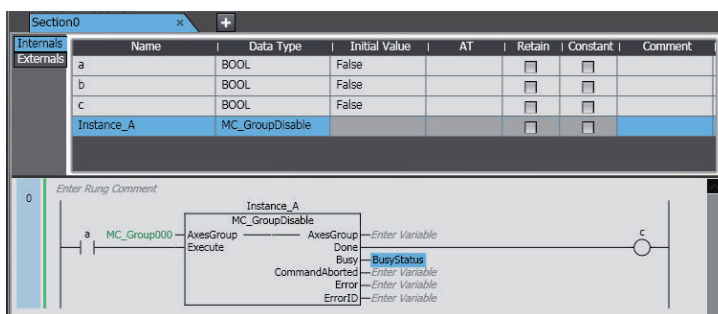 Section0 × +
Internals Name Data Type Initial Value AT Retain Constant Comment
Externals
a BOOL False
b BOOL False
c BOOL False
Instance_A MC_GroupDisable
0 Enter Rung Comment
Instance_A
MC_GroupDisable
a MC_Group000 AxesGroup AxesGroup Enter Variable c
Execute Done
Busy BusyStatus
CommandAborted Enter Variable
Error Enter Variable
ErrorID Enter Variable